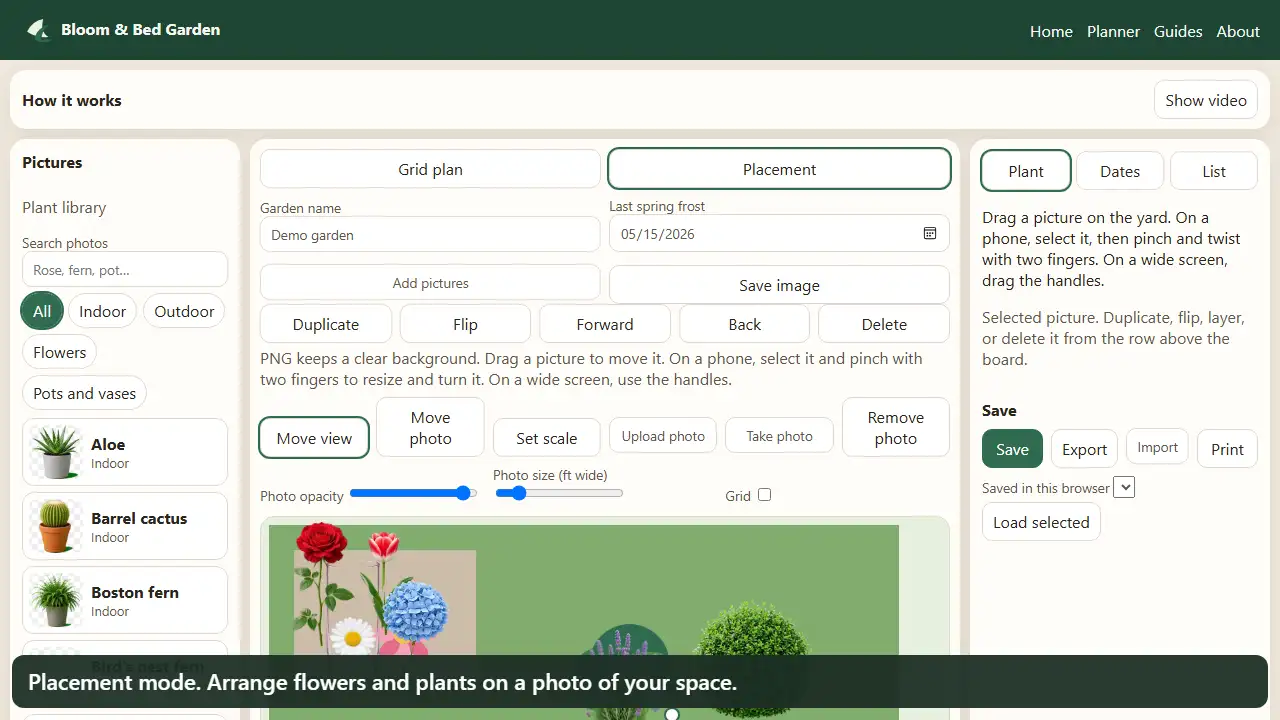 Bloom & Bed Garden
Home Planner Guides About
How it works
Show video
Pictures
Plant library
Search photos
Rose, fern, pot...
All Indoor Outdoor
Flowers
Pots and vases
Aloe
Indoor
Barrel cactus
Indoor
Boston fern
Indoor
Bird's nest fern
Grid plan Placement
Garden name
Demo garden
Last spring frost
05/15/2026
Add pictures Save image
Duplicate Flip Forward Back Delete
PNG keeps a clear background. Drag a picture to move it. On a phone, select it and pinch with
two fingers to resize and turn it. On a wide screen, use the handles.
Move view
Move
photo
Set scale
Upload photo
Take photo
Remove
photo
Photo opacity
Photo size (ft wide)
Grid
Plant Dates List
Drag a picture on the yard. On a
phone, select it, then pinch and twist
with two fingers. On a wide screen,
drag the handles.
Selected picture. Duplicate, flip, layer,
or delete it from the row above the
board.
Save
Save Export Import Print
Saved in this browser
Load selected
Placement mode. Arrange flowers and plants on a photo of your space.